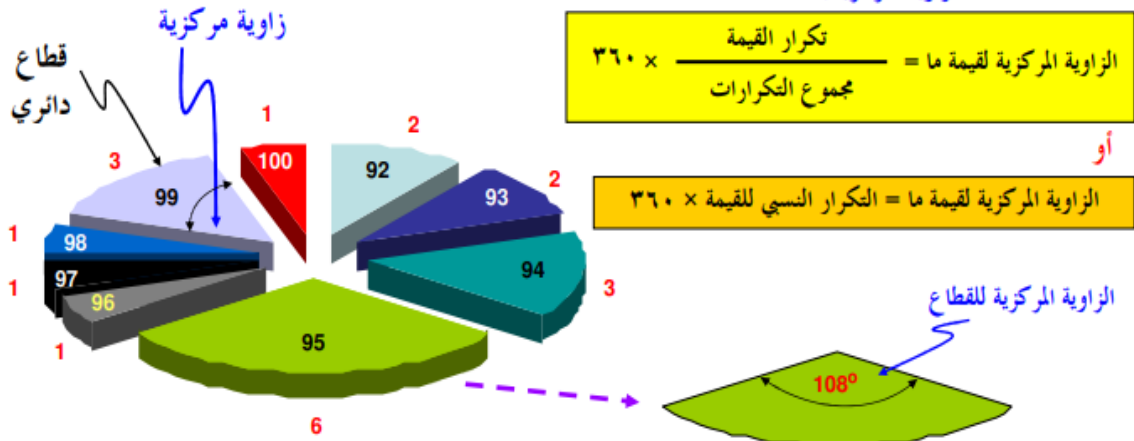 زاوية مركزية
قطاع
دائري
الزاوية المركزية لقيمة ما = تكرار القيمة / مجموع التكرارات × ٣٦٠
أو
الزاوية المركزية لقيمة ما = التكرار النسبي للقيمة × ٣٦٠
1
100
2
92
3
99
2
93
1
98
94
3
1
97
96
1
95
6
الزاوية المركزية للقطاع
108°